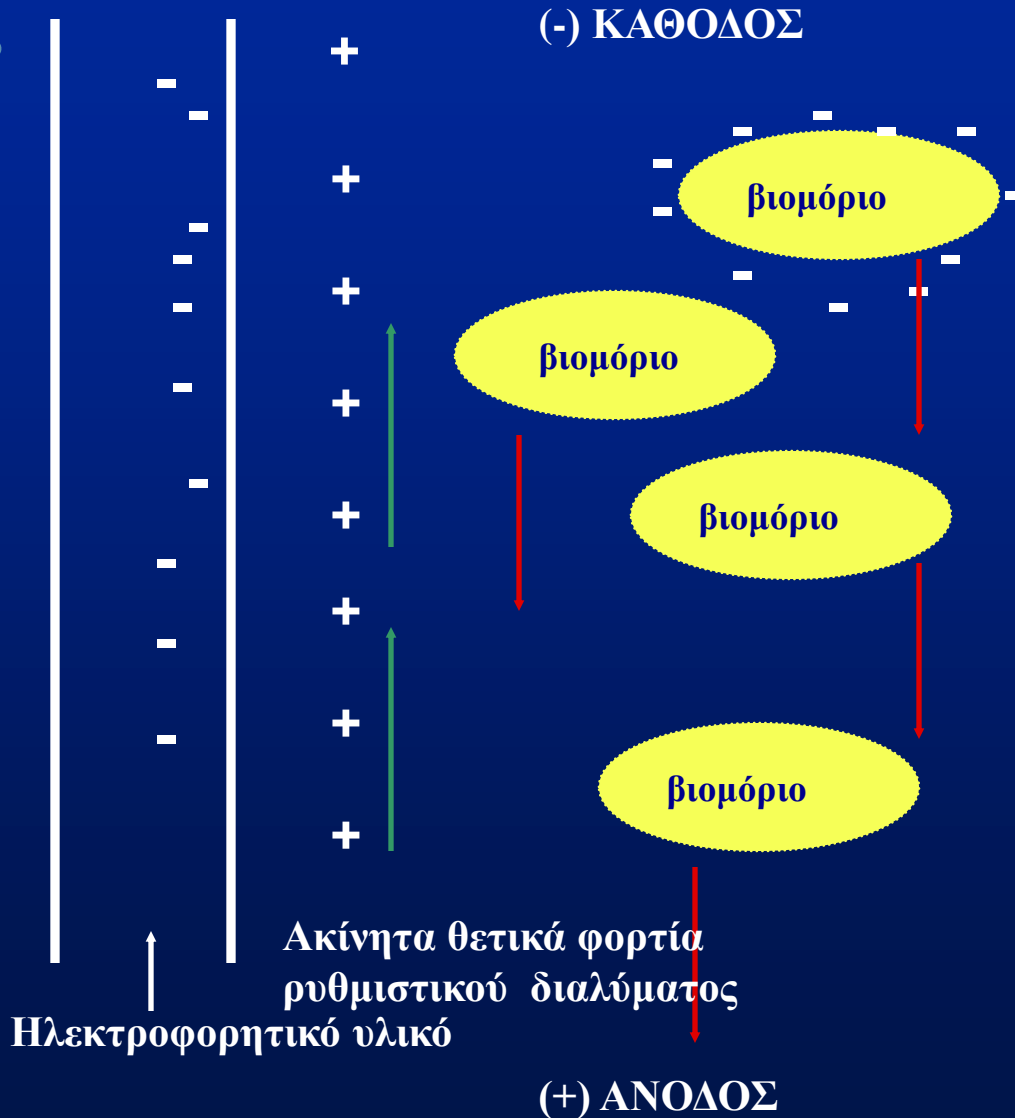 (-) ΚΑΘΟΔΟΣ
βιομόριο
βιομόριο
βιομόριο
βιομόριο
Ακίνητα θετικά φορτία
ρυθμιστικού διαλύματος
Ηλεκτροφορητικό υλικό
(+) ΑΝΟΔΟΣ